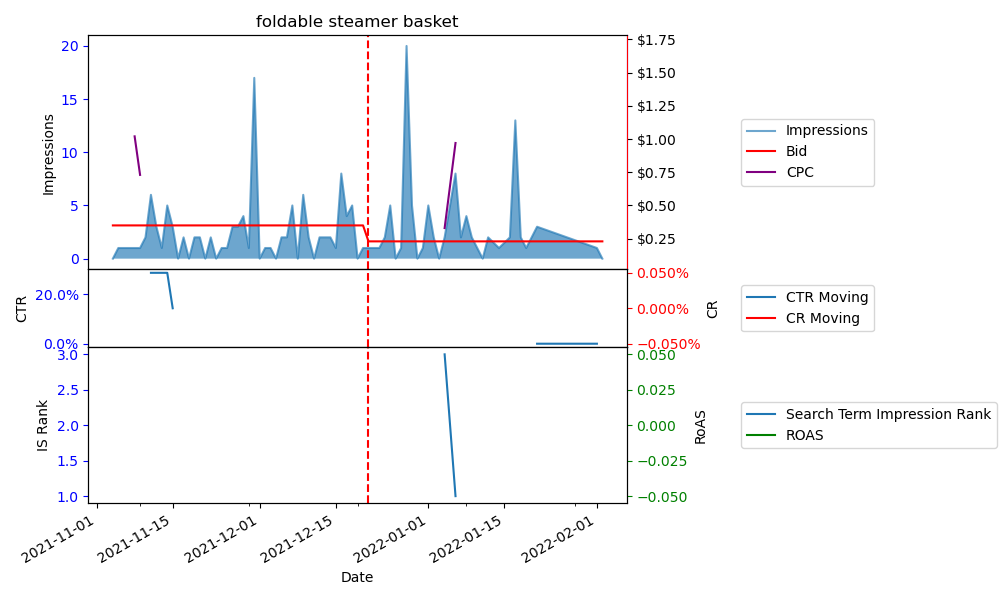 foldable steamer basket
20
15
10
5
0
Impressions
$1.75
$1.50
$1.25
$1.00
$0.75
$0.50
$0.25
Impressions
Bid
CPC
20.0%
0.0%
CTR
0.050%
0.000%
−0.050%
CR
CTR Moving
CR Moving
3.0
2.5
2.0
1.5
1.0
IS Rank
0.050
0.025
0.000
−0.025
−0.050
RoAS
Search Term Impression Rank
ROAS
2021-11-01
2021-11-15
2021-12-01
2021-12-15
2022-01-01
2022-01-15
2022-02-01
Date